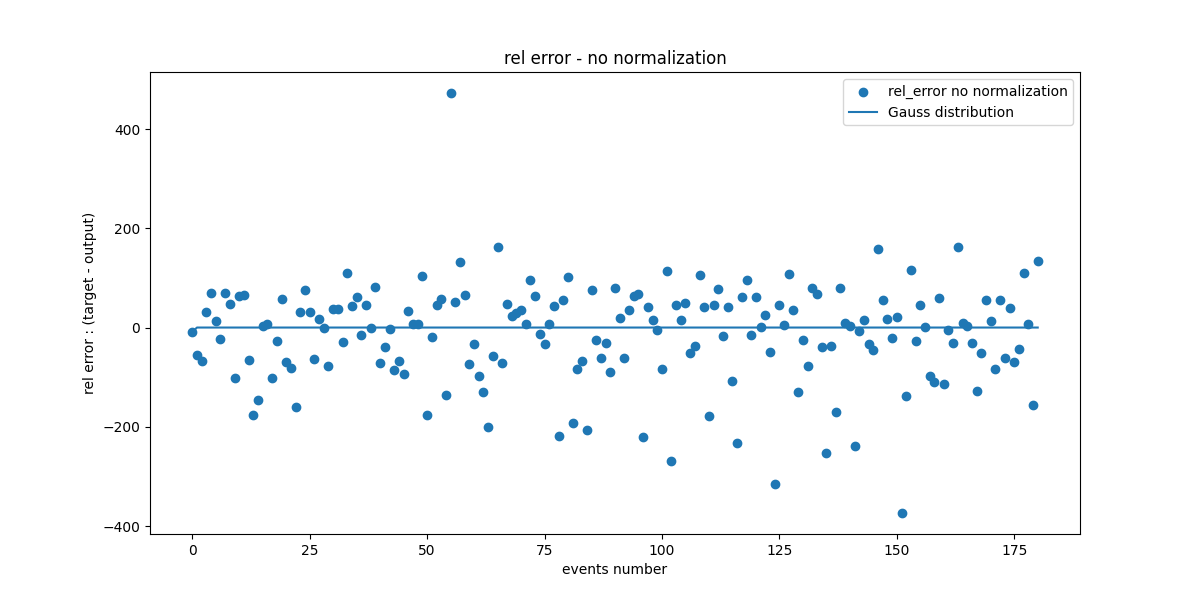 rel error - no normalization
rel_error no normalization
Gauss distribution
rel error : (target - output)
400
200
0
−200
−400
0 25 50 75 100 125 150 175
events number